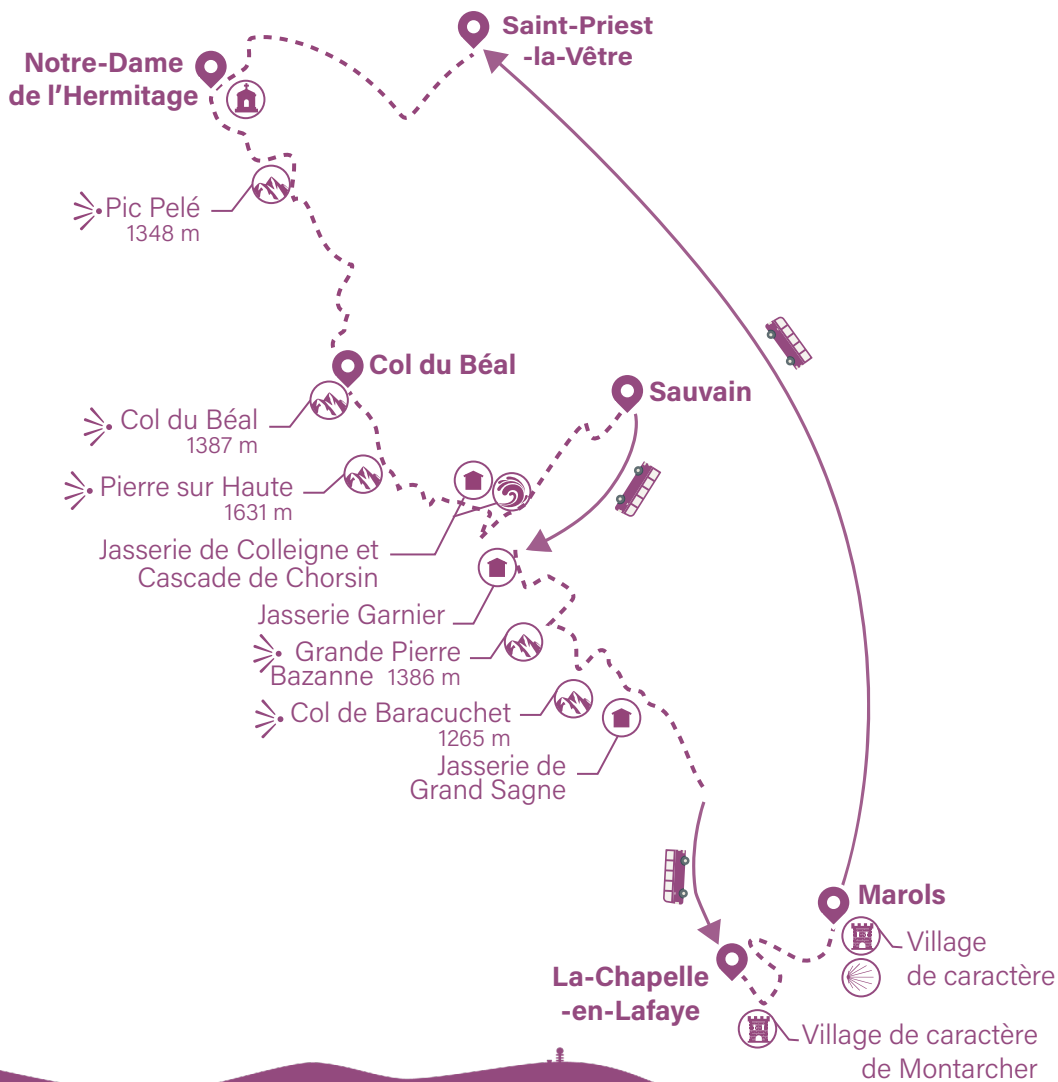 Saint-Priest
-la-Vêtre
Notre-Dame
de l'Hermitage
Pic Pelé
1348 m
Col du Béal
Sauvain
Col du Béal
1387 m
Pierre sur Haute
1631 m
Jasserie de Colleigne et
Cascade de Chorsin
Jasserie Garnier
Grande Pierre
Bazanne 1386 m
Col de Baracuchet
1265 m
Jasserie de
Grand Sagne
Marols
Village
de caractère
La-Chapelle
-en-Lafaye
Village de caractère
de Montarcher